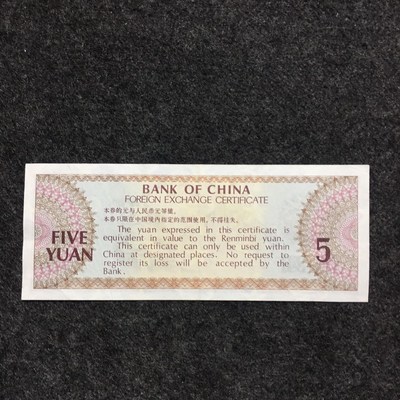 BANK OF CHINA
FOREIGN EXCHANGE CERTIFICATE
本券的元与人民币元等值。
本券只限在中国境内指定的范围使用，不得挂失。
FIVE
YUAN
The yuan expressed in this certificate is
equivalent in value to the Renminbi yuan.
This certificate can only be used within
China at designated places. No request to
register its loss will be accepted by the
Bank.
5